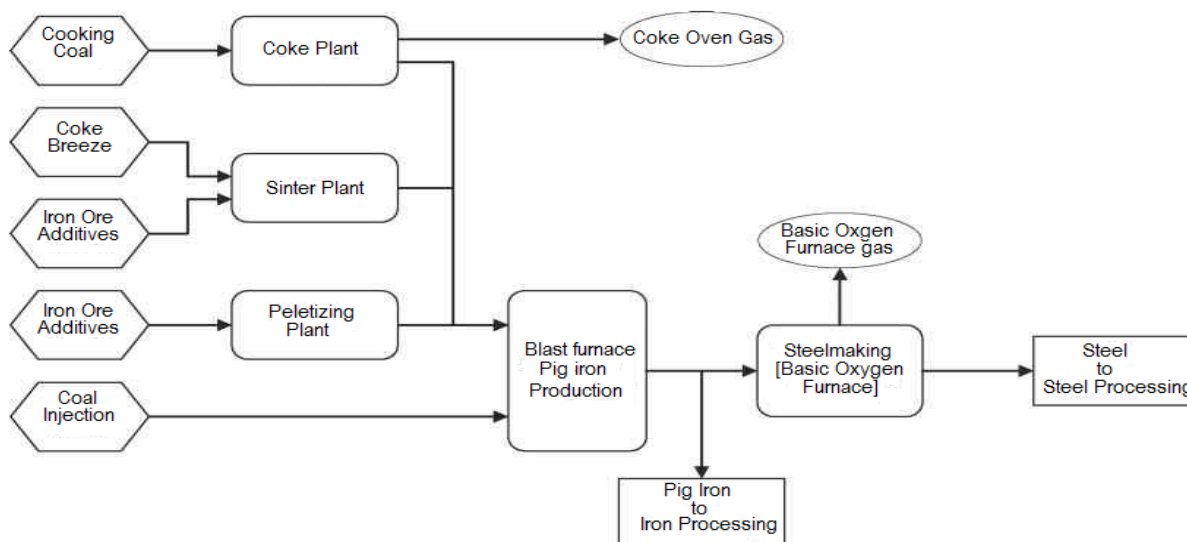 Cooking
Coal
Coke Plant
Coke Oven Gas
Coke
Breeze
Sinter Plant
Iron Ore
Additives
Basic Oxgen
Furnace gas
Iron Ore
Additives
Peletizing
Plant
Blast furnace
Pig iron
Production
Steelmaking
[Basic Oxygen
Furnace]
Steel
to
Steel Processing
Coal
Injection
Pig Iron
to
Iron Processing